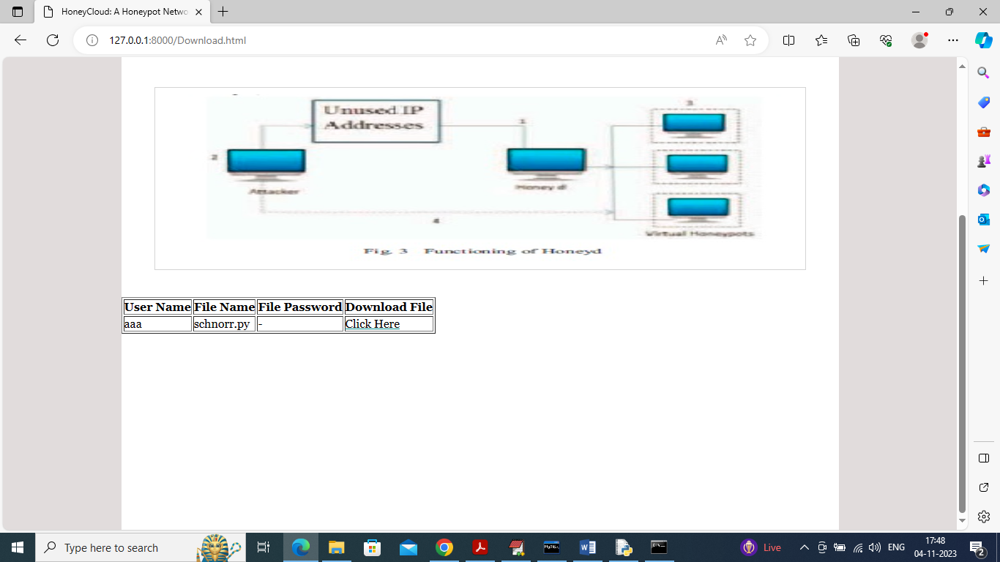 HoneyCloud: A Honeypot Netwo
127.0.0.1:8000/Download.html
Unused IP
Addresses
1
3
2
Attacker
Honey d
4
Virtual Honeypots
Fig. 3 Functioning of Honeyd
User Name File Name File Password Download File
aaa schnorr.py - Click Here
Type here to search
MySQL
Live
ENG
17:48
04-11-2023
2